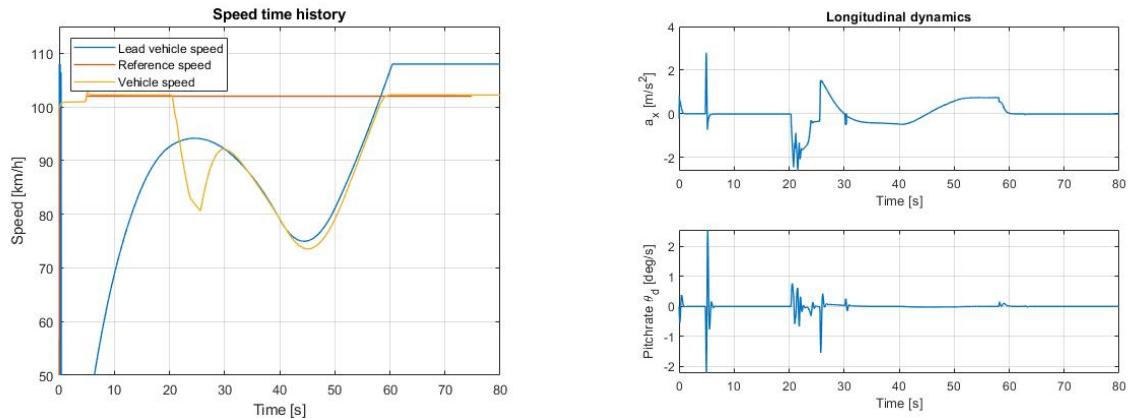 Speed time history
Lead vehicle speed
Reference speed
Vehicle speed
Speed [km/h]
110
100
90
80
70
60
50
0 10 20 30 40 50 60 70 80
Time [s]
Longitudinal dynamics
a_x [m/s²]
4
2
0
-2
0 10 20 30 40 50 60 70 80
Time [s]
Pitchrate θ_d [deg/s]
2
1
0
-1
-2
0 10 20 30 40 50 60 70 80
Time [s]